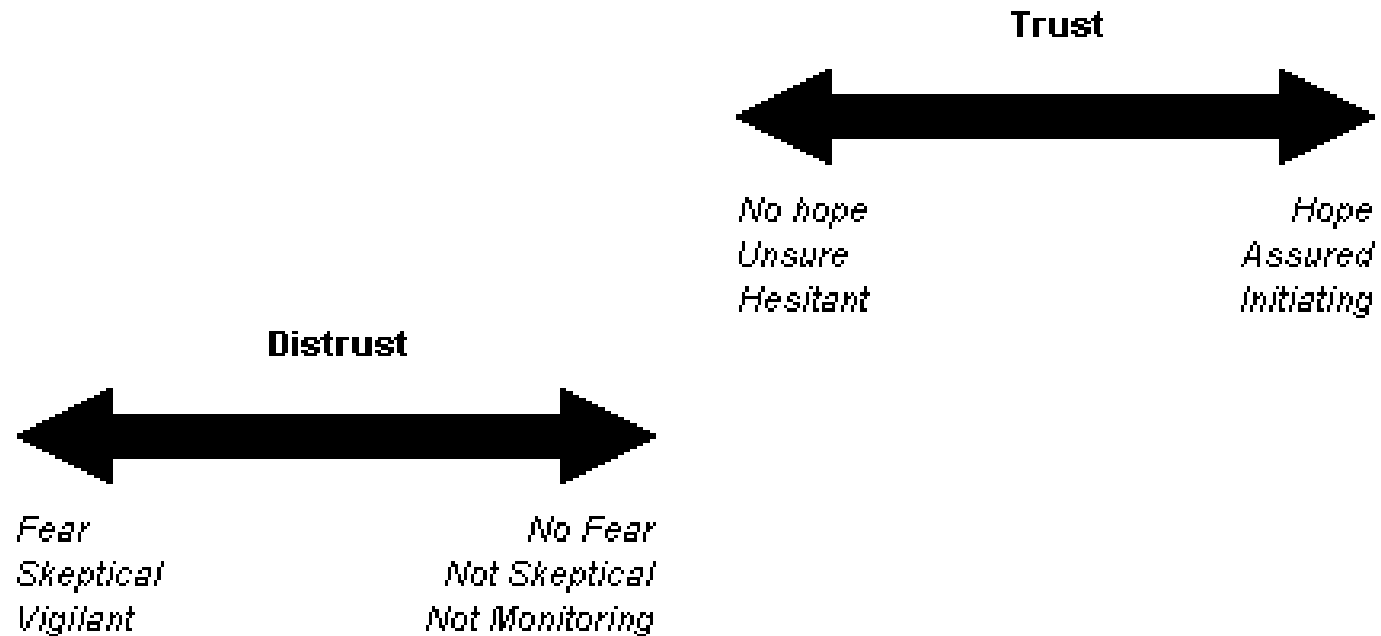 Trust
No hope Hope
Unsure Assured
Hesitant Initiating
Distrust
Fear No Fear
Skeptical Not Skeptical
Vigilant Not Monitoring